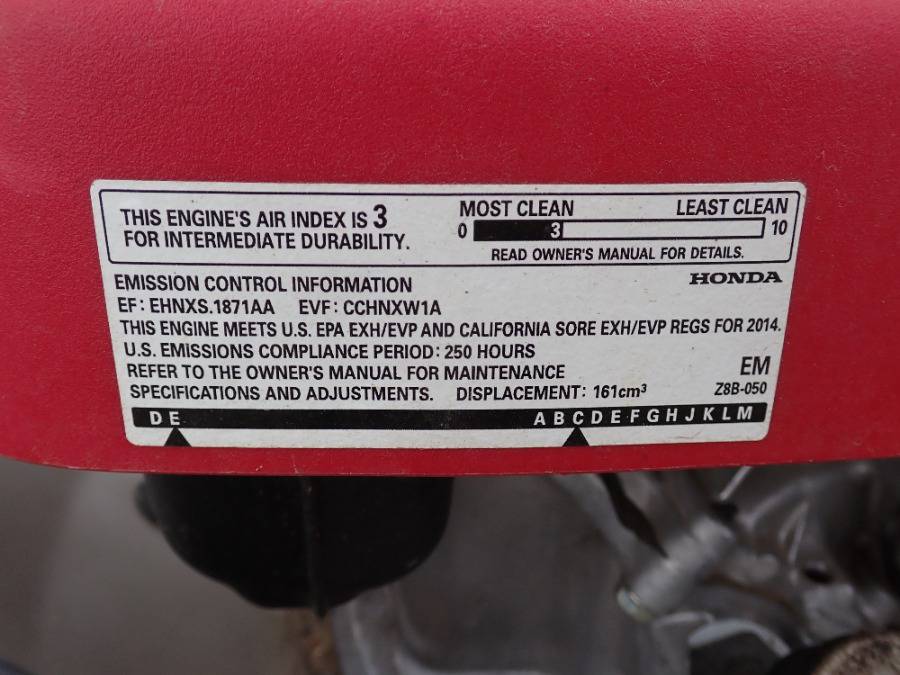 THIS ENGINE'S AIR INDEX IS 3
FOR INTERMEDIATE DURABILITY.
MOST CLEAN LEAST CLEAN
0 3 10
READ OWNER'S MANUAL FOR DETAILS.
EMISSION CONTROL INFORMATION HONDA
EF: EHNXS.1871AA EVF: CCHNXW1A
THIS ENGINE MEETS U.S. EPA EXH/EVP AND CALIFORNIA SORE EXH/EVP REGS FOR 2014.
U.S. EMISSIONS COMPLIANCE PERIOD: 250 HOURS
REFER TO THE OWNER'S MANUAL FOR MAINTENANCE EM
SPECIFICATIONS AND ADJUSTMENTS. DISPLACEMENT: 161cm³ Z8B-050
D E A B C D E F G H J K L M